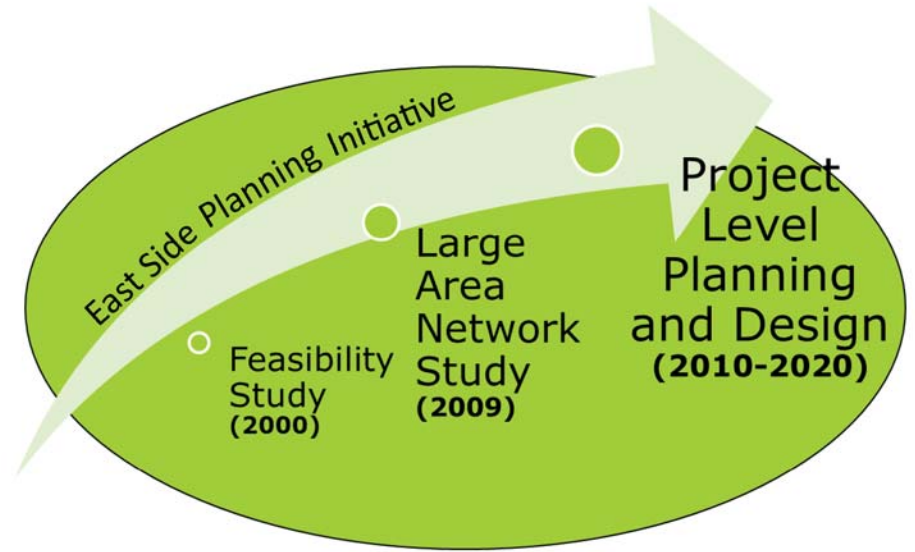 East Side Planning Initiative
Feasibility
Study
(2000)
Large
Area
Network
Study
(2009)
Project
Level
Planning
and Design
(2010-2020)